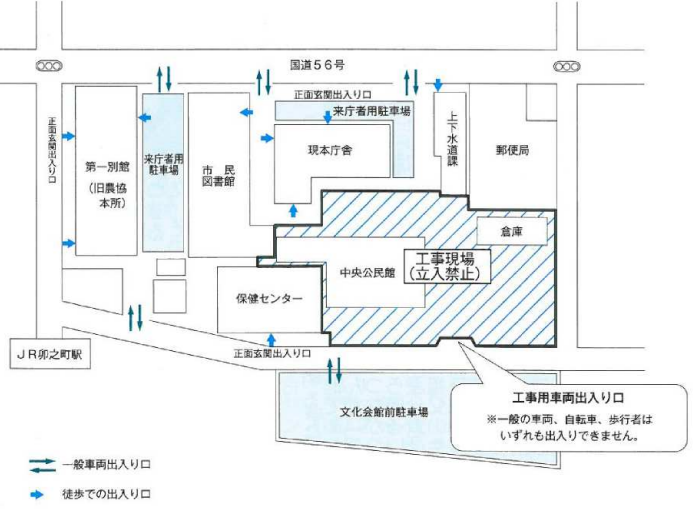 国道56号
正面玄関出入り口
来庁者用駐車場
正面玄関出入り口
第一別館
(旧農協
本所)
来庁者用
駐車場
市民
図書館
現本庁舎
上下水道課
郵便局
倉庫
工事現場
(立入禁止)
中央公民館
保健センター
正面玄関出入り口
JR卯之町駅
文化会館前駐車場
工事用車両出入り口
※一般の車両、自転車、歩行者は
いずれも出入りできません。
一般車両出入り口
徒歩での出入り口